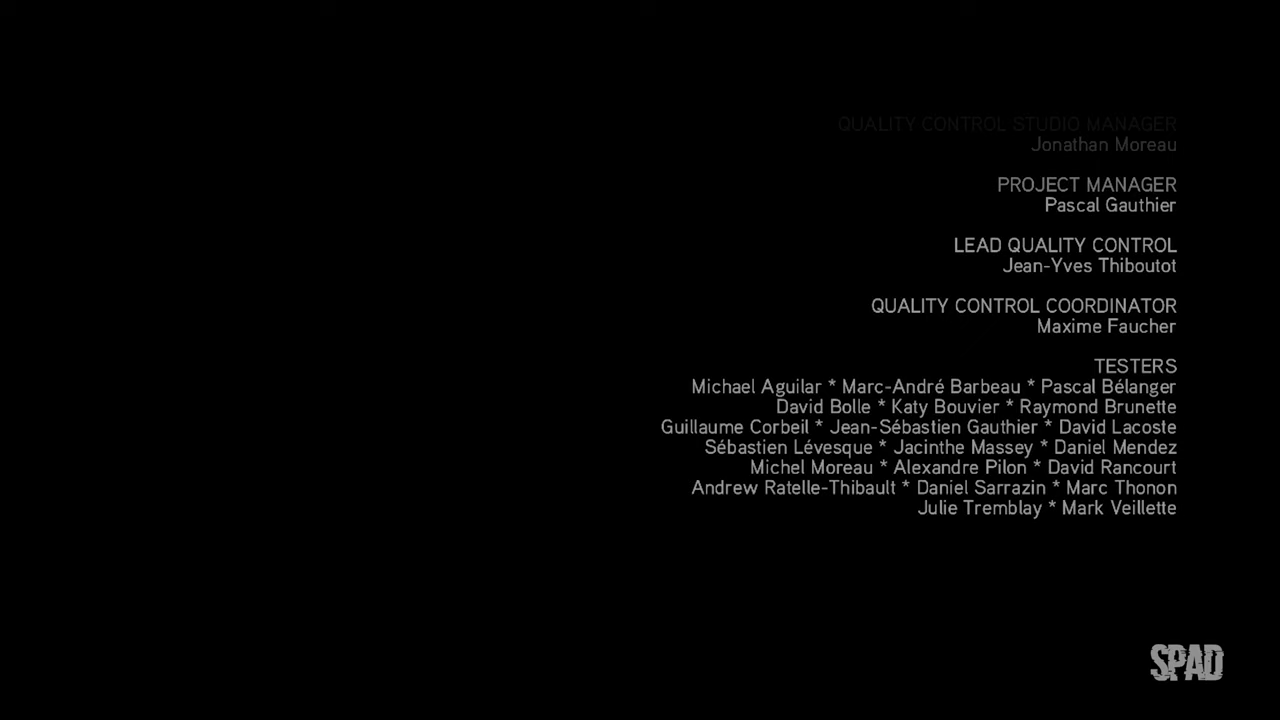 QUALITY CONTROL STUDIO MANAGER
Jonathan Moreau
PROJECT MANAGER
Pascal Gauthier
LEAD QUALITY CONTROL
Jean-Yves Thiboutot
QUALITY CONTROL COORDINATOR
Maxime Faucher
TESTERS
Michael Aguilar * Marc-André Barbeau * Pascal Bélanger
David Bolle * Katy Bouvier * Raymond Brunette
Guillaume Corbeil * Jean-Sébastien Gauthier * David Lacoste
Sébastien Lévesque * Jacinthe Massey * Daniel Mendez
Michel Moreau * Alexandre Pilon * David Rancourt
Andrew Ratelle-Thibault * Daniel Sarrazin * Marc Thonon
Julie Tremblay * Mark Veillette
SPAD